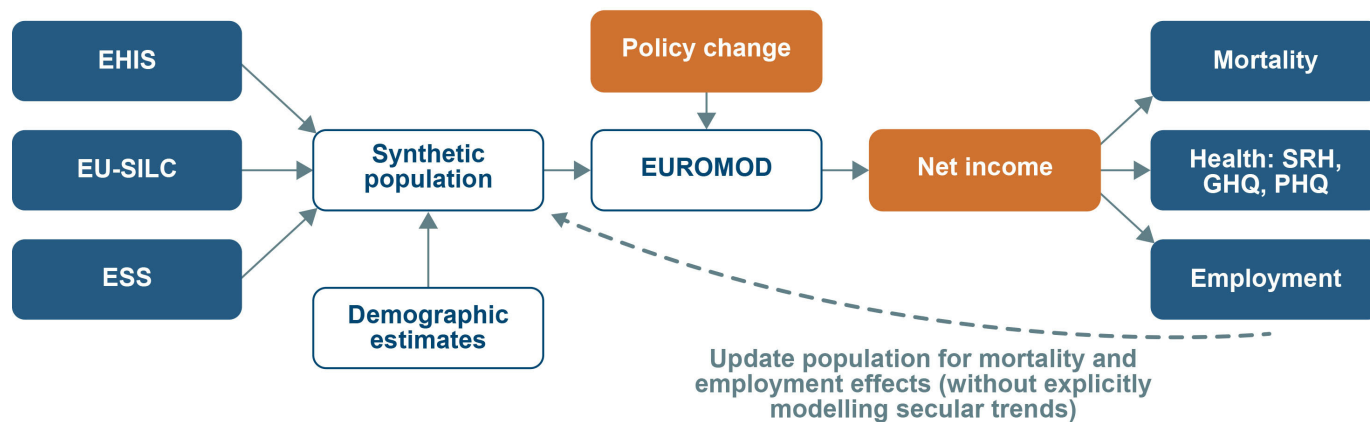 EHIS
EU-SILC
ESS
Synthetic
population
Demographic
estimates
Policy change
EUROMOD
Net income
Mortality
Health: SRH,
GHQ, PHQ
Employment
Update population for mortality and
employment effects (without explicitly
modelling secular trends)